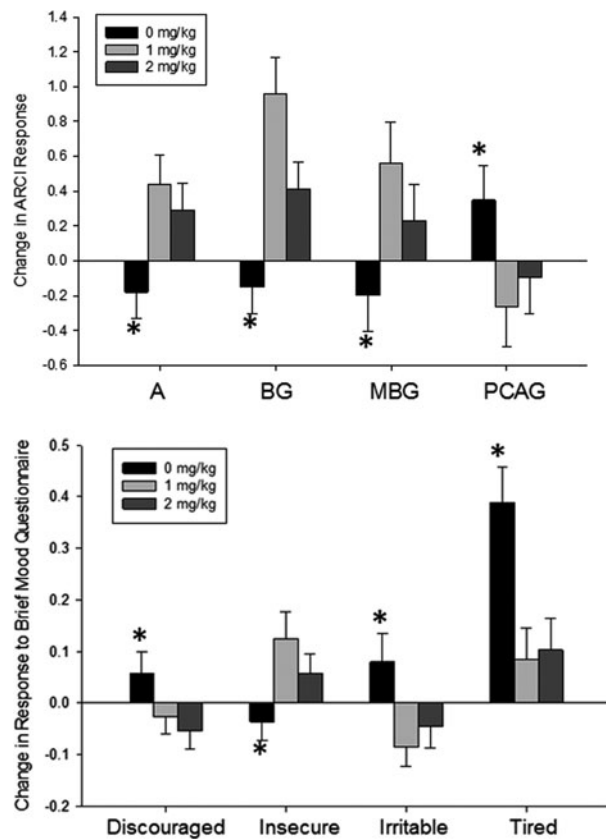 Change in ARCI Response
1.4
1.2
1.0
0.8
0.6
0.4
0.2
0.0
-0.2
-0.4
-0.6
0 mg/kg
1 mg/kg
2 mg/kg
*
*
*
*
A BG MBG PCAG
Change in Response to Brief Mood Questionnaire
0.5
0.4
0.3
0.2
0.1
0.0
-0.1
-0.2
0 mg/kg
1 mg/kg
2 mg/kg
*
*
*
*
Discouraged Insecure Irritable Tired